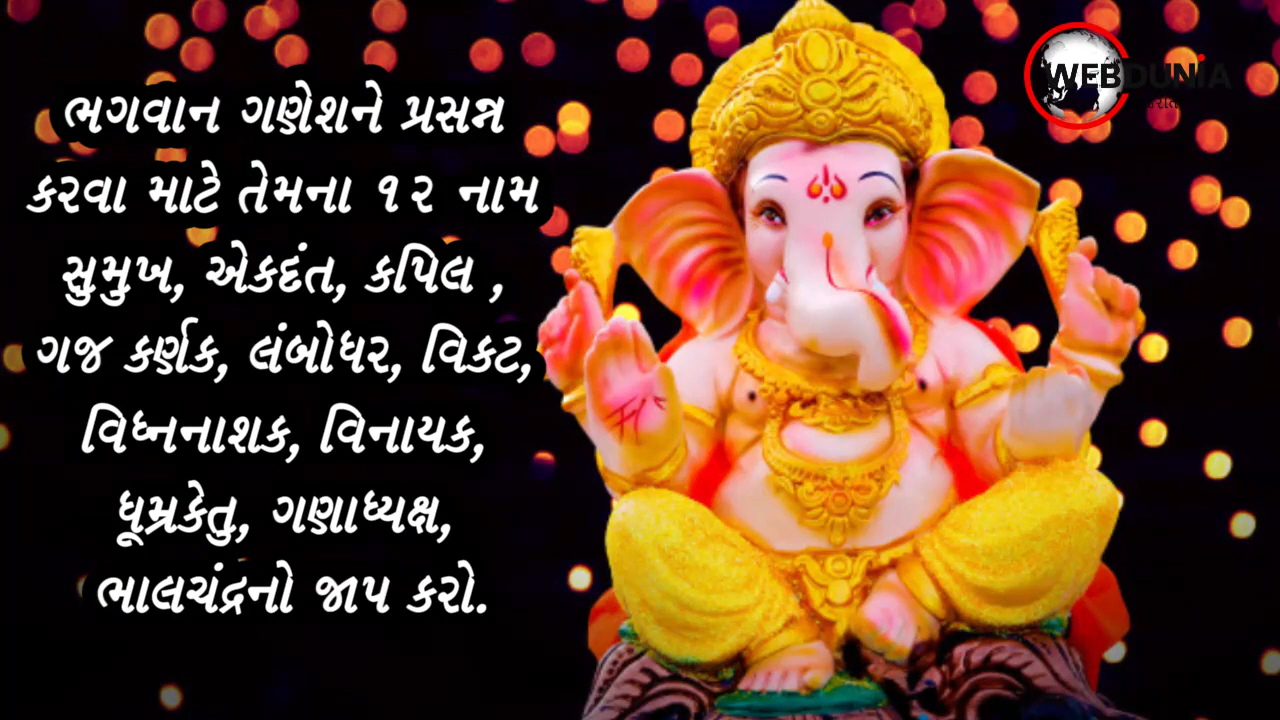 ભગવાન ગણેશને પ્રસન્ન
કરવા માટે તેમના ૧૨ નામ
સુમુખ, એકદંત, કપિલ ,
ગજ કર્ણક, લંબોધર, વિકટ,
વિધ્નનાશક, વિનાયક,
ધૂમ્રકેતુ, ગણાધ્યક્ષ,
ભાલચંદ્રનો જાપ કરો.
WEBDUNIA